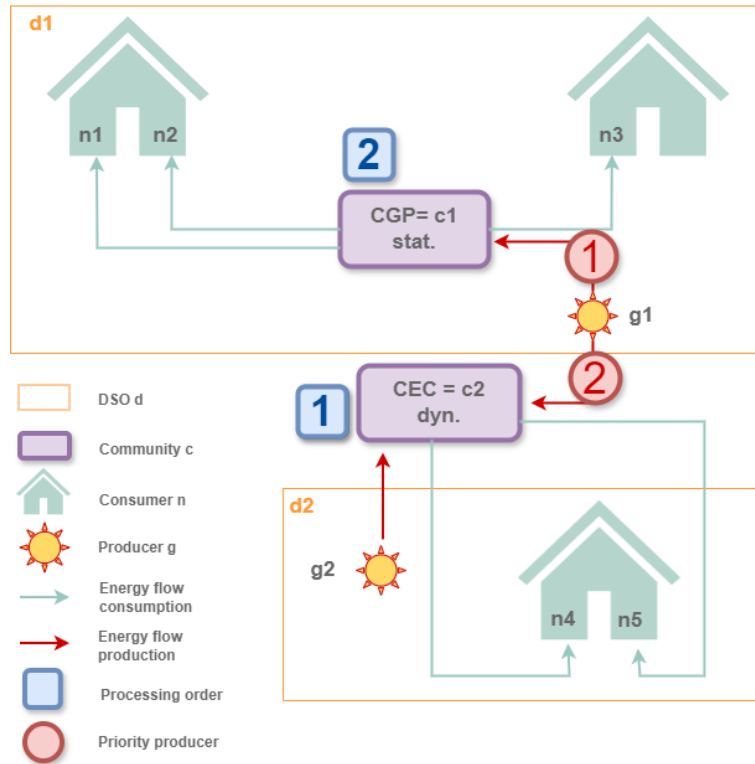 d1
n1
n2
n3
2
CGP= c1
stat.
1
g1
2
CEC = c2
dyn.
1
d2
g2
n4
n5
DSO d
Community c
Consumer n
Producer g
Energy flow
consumption
Energy flow
production
Processing order
Priority producer